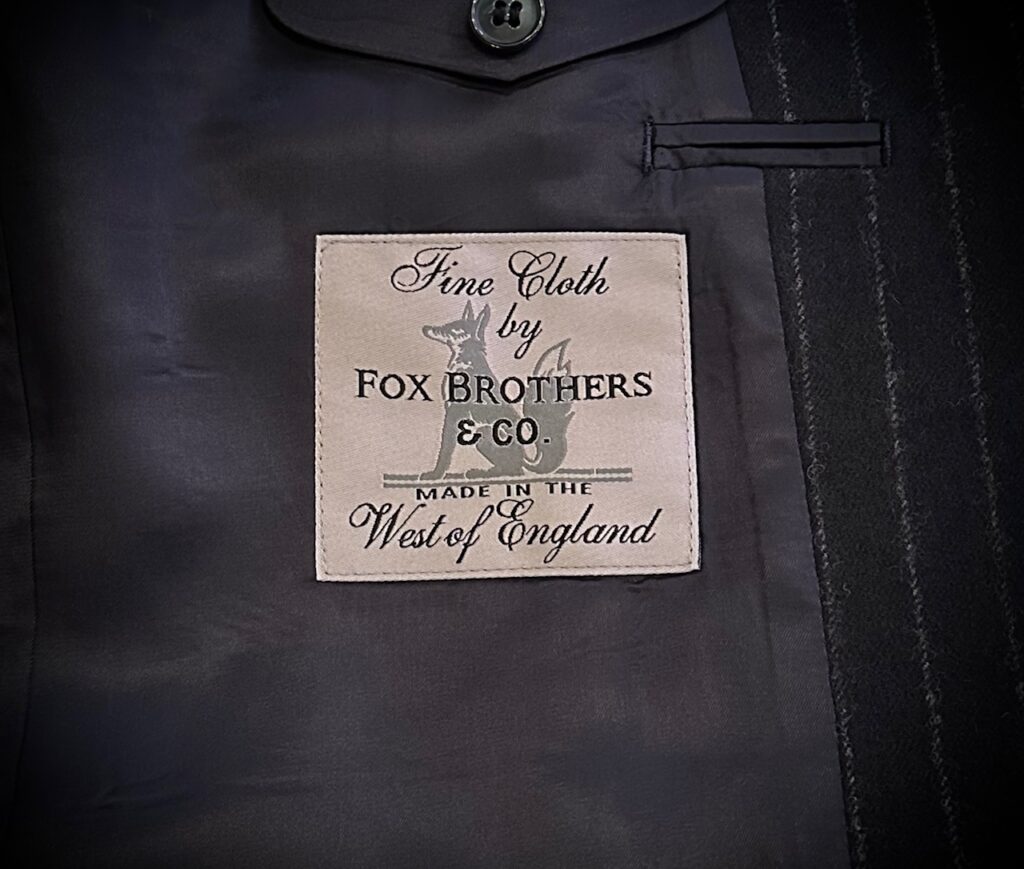 Fine Cloth
by
FOX BROTHERS
& CO.
MADE IN THE
West of England